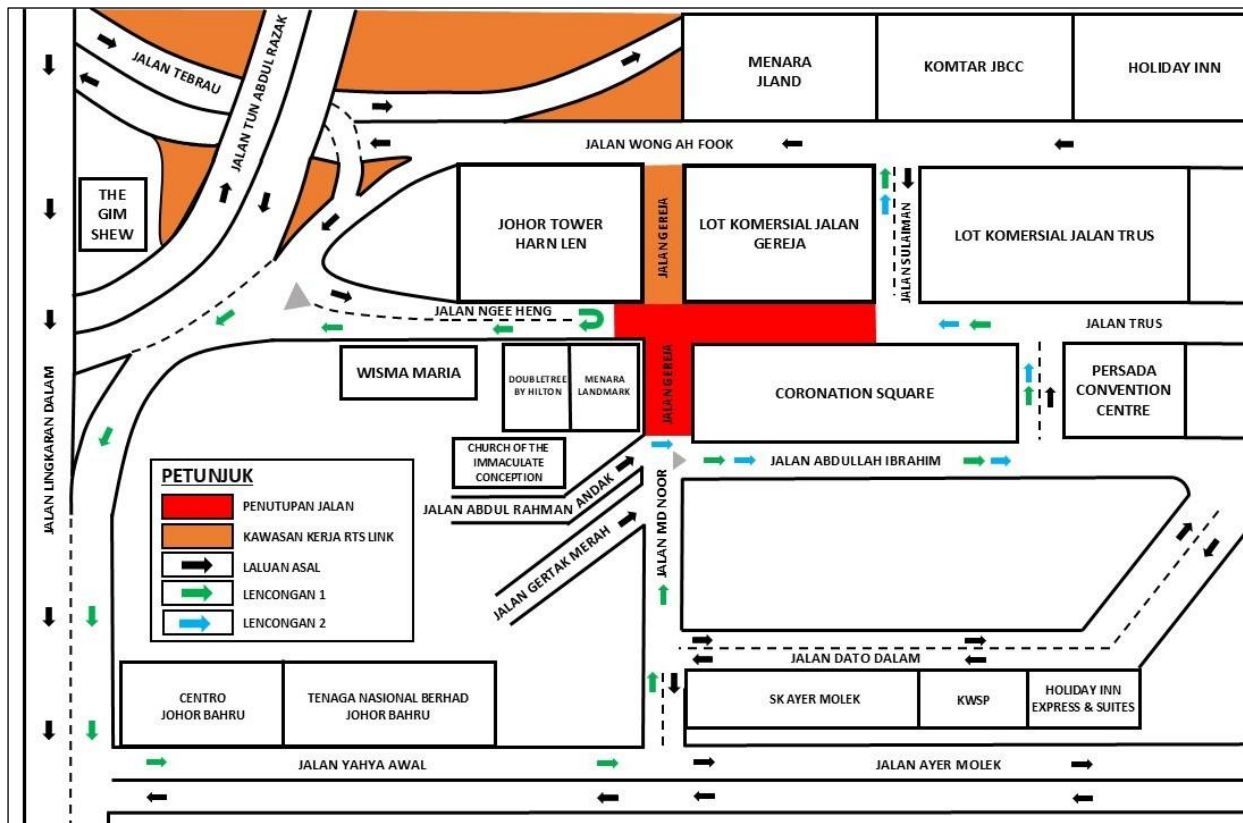 JALAN TEBRAU
JALAN TUN ABDUL RAZAK
MENARA
JLAND
KOMTAR JBCC
HOLIDAY INN
JALAN WONG AH FOOK
THE
GIM
SHEW
JOHOR TOWER
HARN LEN
JALAN GEREJA
LOT KOMERSIAL JALAN
GEREJA
JALAN SULAIMAN
LOT KOMERSIAL JALAN TRUS
JALAN NGEE HENG
JALAN TRUS
WISMA MARIA
DOUBLETREE
BY HILTON
MENARA
LANDMARK
JALAN GEREJA
CORONATION SQUARE
PERSADA
CONVENTION
CENTRE
JALAN LINGKARAN DALAM
CHURCH OF THE
IMMACULATE
CONCEPTION
JALAN ABDULLAH IBRAHIM
JALAN ABDUL RAHMAN ANDAK
JALAN MD NOOR
JALAN GERTAK MERAH
PETUNJUK
PENUTUPAN JALAN
KAWASAN KERJA RTS LINK
LALUAN ASAL
LENCONGAN 1
LENCONGAN 2
JALAN DATO DALAM
CENTRO
JOHOR BAHRU
TENAGA NASIONAL BERHAD
JOHOR BAHRU
SK AYER MOLEK
KWSP
HOLIDAY INN
EXPRESS & SUITES
JALAN YAHYA AWAL
JALAN AYER MOLEK